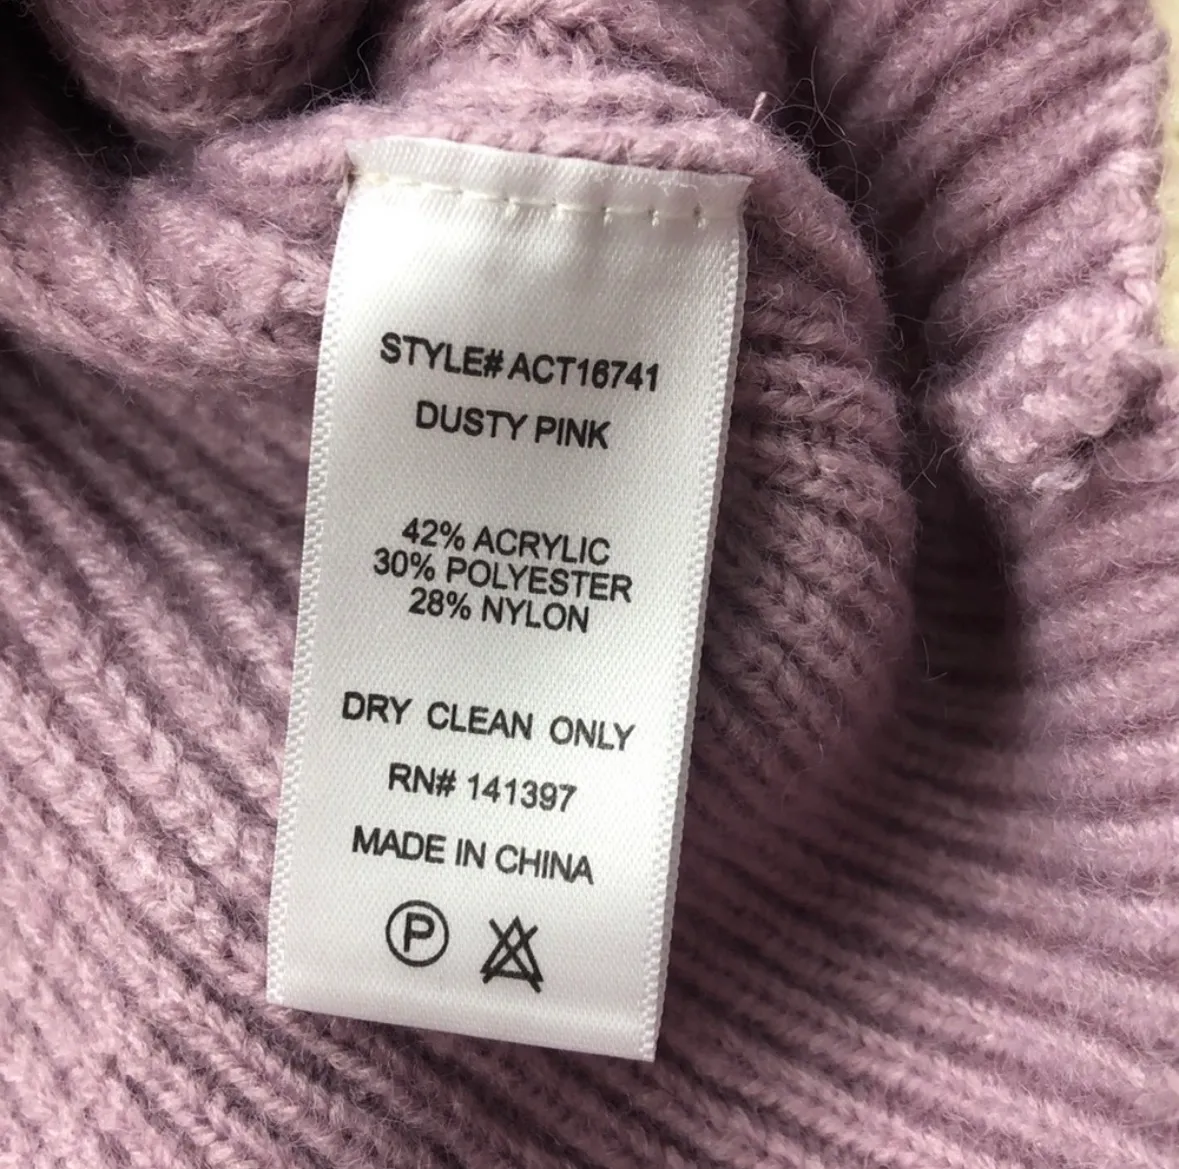 STYLE# ACT16741
DUSTY PINK
42% ACRYLIC
30% POLYESTER
28% NYLON
DRY CLEAN ONLY
RN# 141397
MADE IN CHINA
P